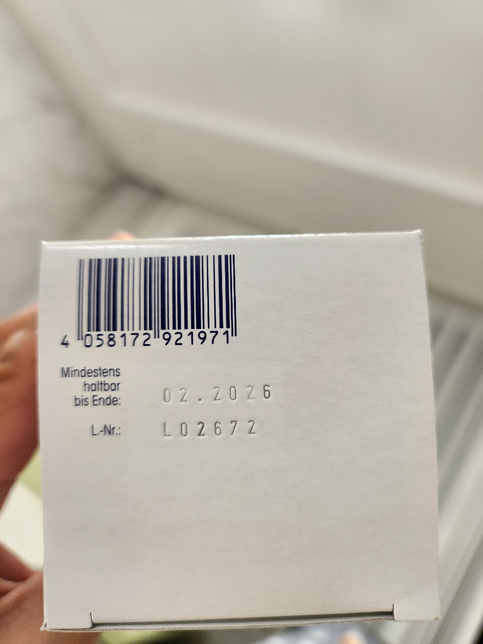 4 058172 921971
Mindestens
haltbar
bis Ende: 02.2026
L.-Nr.: L02672